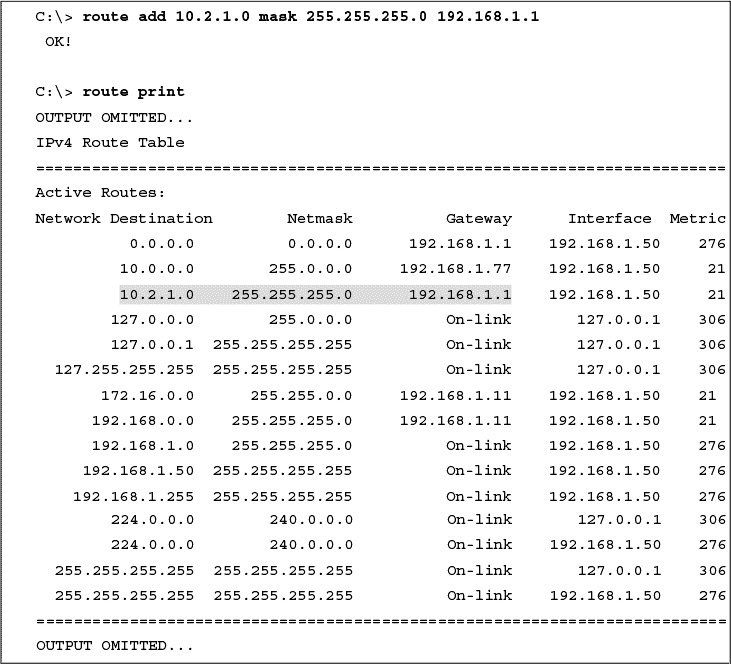 C:\> route add 10.2.1.0 mask 255.255.255.0 192.168.1.1
OK!
C:\> route print
OUTPUT OMITTED...
IPv4 Route Table
===========================================================================
Active Routes:
Network Destination Netmask Gateway Interface Metric
0.0.0.0 0.0.0.0 192.168.1.1 192.168.1.50 276
10.0.0.0 255.0.0.0 192.168.1.77 192.168.1.50 21
10.2.1.0 255.255.255.0 192.168.1.1 192.168.1.50 21
127.0.0.0 255.0.0.0 On-link 127.0.0.1 306
127.0.0.1 255.255.255.255 On-link 127.0.0.1 306
127.255.255.255 255.255.255.255 On-link 127.0.0.1 306
172.16.0.0 255.255.0.0 192.168.1.11 192.168.1.50 21
192.168.0.0 255.255.255.0 192.168.1.11 192.168.1.50 21
192.168.1.0 255.255.255.0 On-link 192.168.1.50 276
192.168.1.50 255.255.255.255 On-link 192.168.1.50 276
192.168.1.255 255.255.255.255 On-link 192.168.1.50 276
224.0.0.0 240.0.0.0 On-link 127.0.0.1 306
224.0.0.0 240.0.0.0 On-link 192.168.1.50 276
255.255.255.255 255.255.255.255 On-link 127.0.0.1 306
255.255.255.255 255.255.255.255 On-link 192.168.1.50 276
===========================================================================
OUTPUT OMITTED...